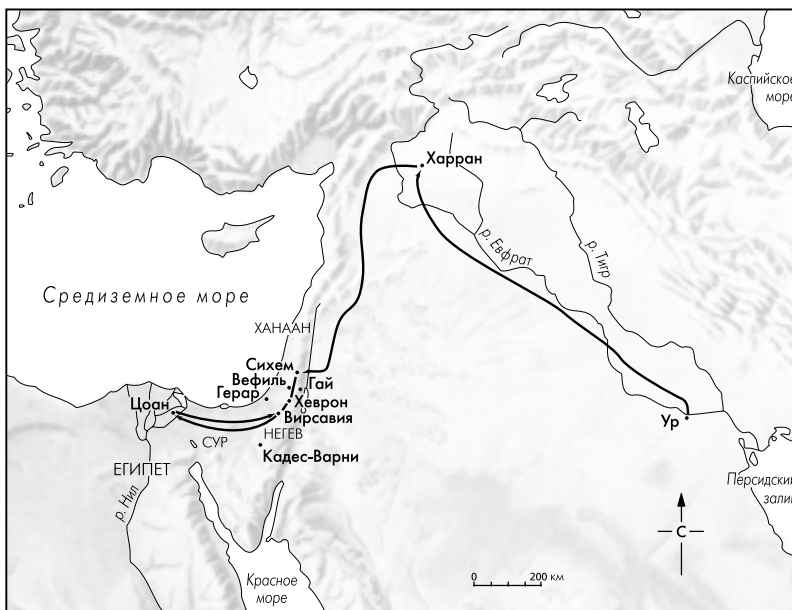 Каспийское
море
Харран
р. Евфрат
р. Тигр
Средиземное море
ХАНААН
Сихем
Вефиль
Гай
Герар
Хеврон
Цоан
Вирсавия
Ур
СУР
НЕГЕВ
Кадес-Варни
ЕГИПЕТ
р. Нил
Персидский
зали
С
0 200 км
Красное
море